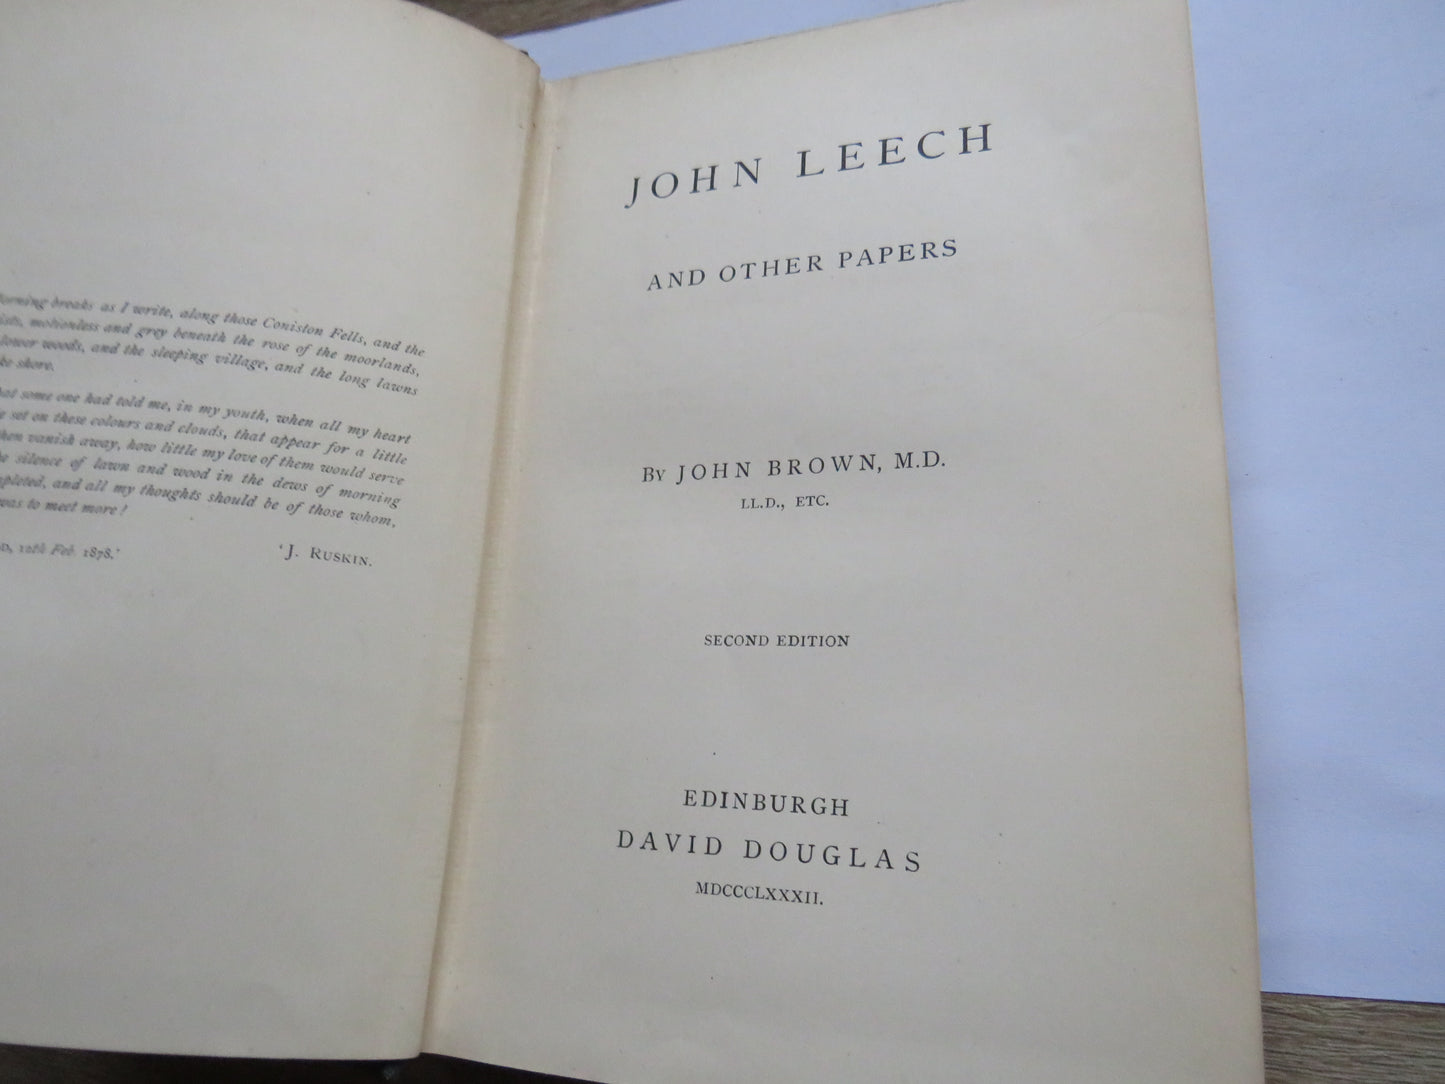 orning breaks as I write, along those Coniston Fells, and the
ists, motionless and grey beneath the rose of the moorlands,
lower woods, and the sleeping village, and the long lawns
ke shore.
at some one had told me, in my youth, when all my heart
e set on these colours and clouds, that appear for a little
then vanish away, how little my love of them would serve
e silence of lawn and wood in the dews of morning
mpleted, and all my thoughts should be of those whom,
was to meet more!
D, 12th Feb. 1878.'
'J. RUSKIN.
JOHN LEECH
AND OTHER PAPERS
BY JOHN BROWN, M.D.
LL.D., ETC.
SECOND EDITION
EDINBURGH
DAVID DOUGLAS
MDCCCLXXXII.